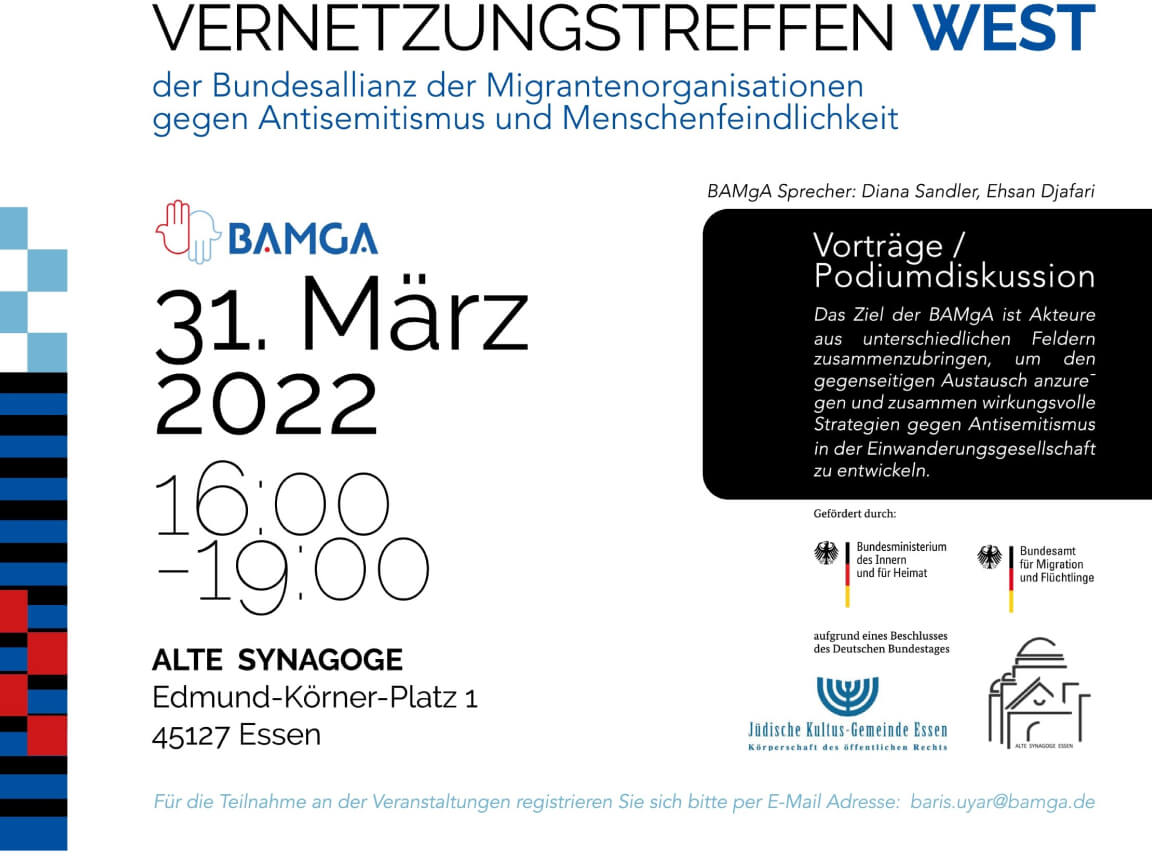 VERNETZUNGSTREFFEN WEST
der Bundesallianz der Migrantenorganisationen
gegen Antisemitismus und Menschenfeindlichkeit
BAMgA Sprecher: Diana Sandler, Ehsan Djafari
BAMGA
31. März
2022
16:00
-19:00
ALTE SYNAGOGE
Edmund-Körner-Platz 1
45127 Essen
Vorträge /
Podiumdiskussion
Das Ziel der BAMgA ist Akteure
aus unterschiedlichen Feldern
zusammenzubringen, um den
gegenseitigen Austausch anzure-
gen und zusammen wirkungsvolle
Strategien gegen Antisemitismus
in der Einwanderungsgesellschaft
zu entwickeln.
Gefördert durch:
Bundesministerium
des Innern
und für Heimat
Bundesamt
für Migration
und Flüchtlinge
aufgrund eines Beschlusses
des Deutschen Bundestages
Jüdische Kultus-Gemeinde Essen
Körperschaft des öffentlichen Rechts
ALTE SYNAGOGE ESSEN
Für die Teilnahme an der Veranstaltungen registrieren Sie sich bitte per E-Mail Adresse: baris.uyar@bamga.de